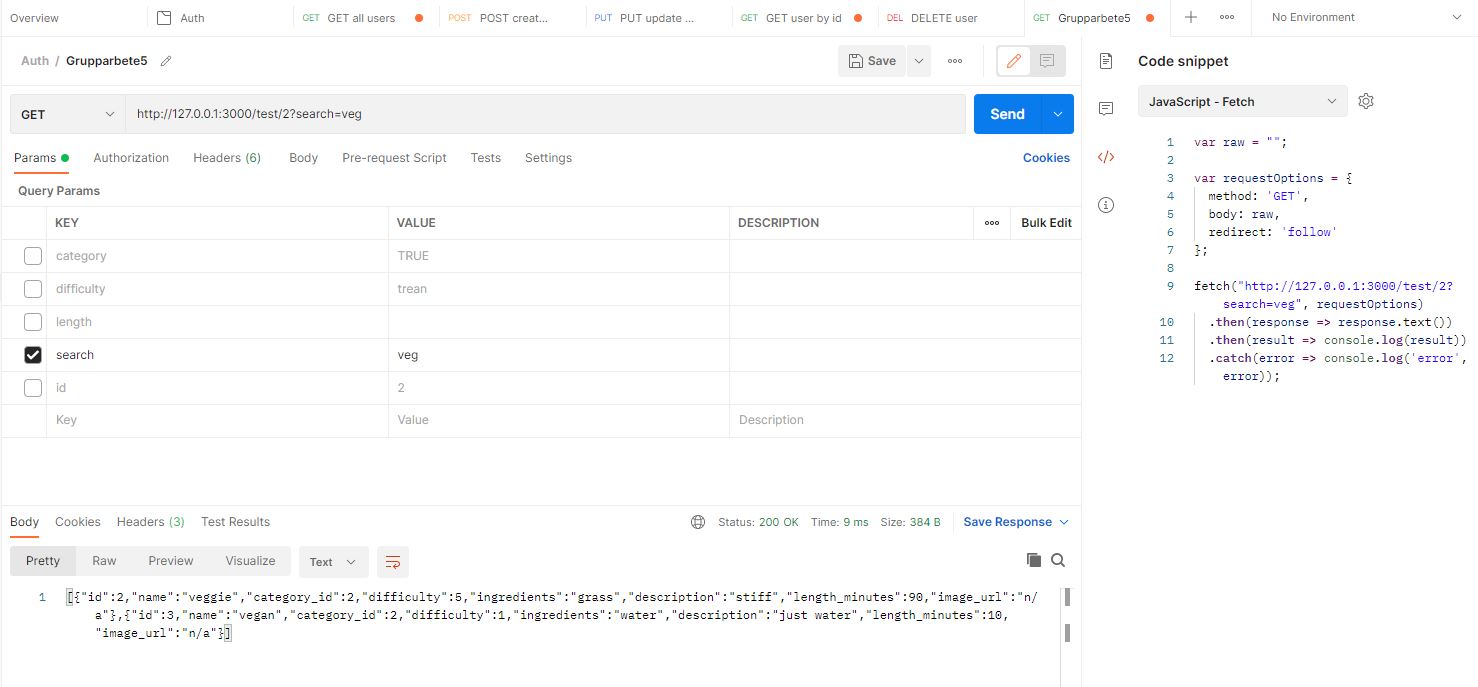 Overview Auth GET GET all users POST POST creat... PUT PUT update ... GET GET user by id DEL DELETE user GET Grupparbete5 + ooo No Environment
Auth / Grupparbete5 Save ooo
GET http://127.0.0.1:3000/test/2?search=veg Send
Params Authorization Headers (6) Body Pre-request Script Tests Settings Cookies
Query Params
KEY VALUE DESCRIPTION ooo Bulk Edit
category TRUE
difficulty trean
length
search veg
id 2
Key Value Description
Body Cookies Headers (3) Test Results Status: 200 OK Time: 9 ms Size: 384 B Save Response
Pretty Raw Preview Visualize Text
1 [{"id":2,"name":"veggie","category_id":2,"difficulty":5,"ingredients":"grass","description":"stiff","length_minutes":90,"image_url":"n/
a"},{"id":3,"name":"vegan","category_id":2,"difficulty":1,"ingredients":"water","description":"just water","length_minutes":10,
"image_url":"n/a"}]
Code snippet
JavaScript - Fetch
</>
1 var raw = "";
2
3 var requestOptions = {
4 method: 'GET',
5 body: raw,
6 redirect: 'follow'
7 };
8
9 fetch("http://127.0.0.1:3000/test/2?
search=veg", requestOptions)
10 .then(response => response.text())
11 .then(result => console.log(result))
12 .catch(error => console.log('error',
error));